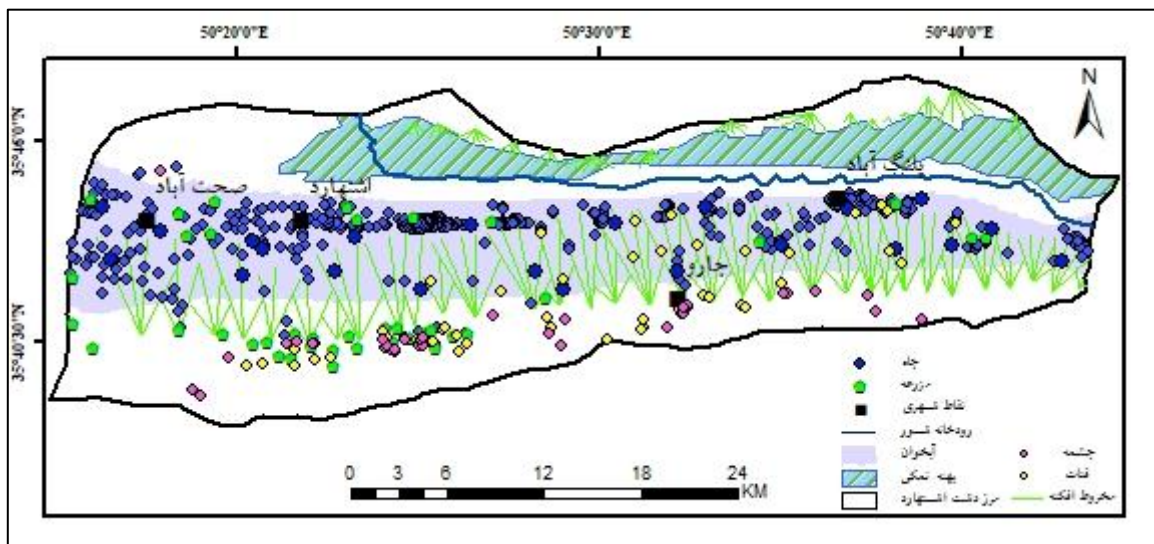 50°20'0"E 50°30'0"E 50°40'0"E
N
35°46'0"N
پلنگ آباد
صحت آباد اشتهارد
جارو
35°40'30"N
چاه
مزرعه
نقاط شهری
رودخانه شور
آبخوان چشمه
پهنه نمکی قنات
مرز دشت اشتهارد مخروط افکنه
0 3 6 12 18 24
KM